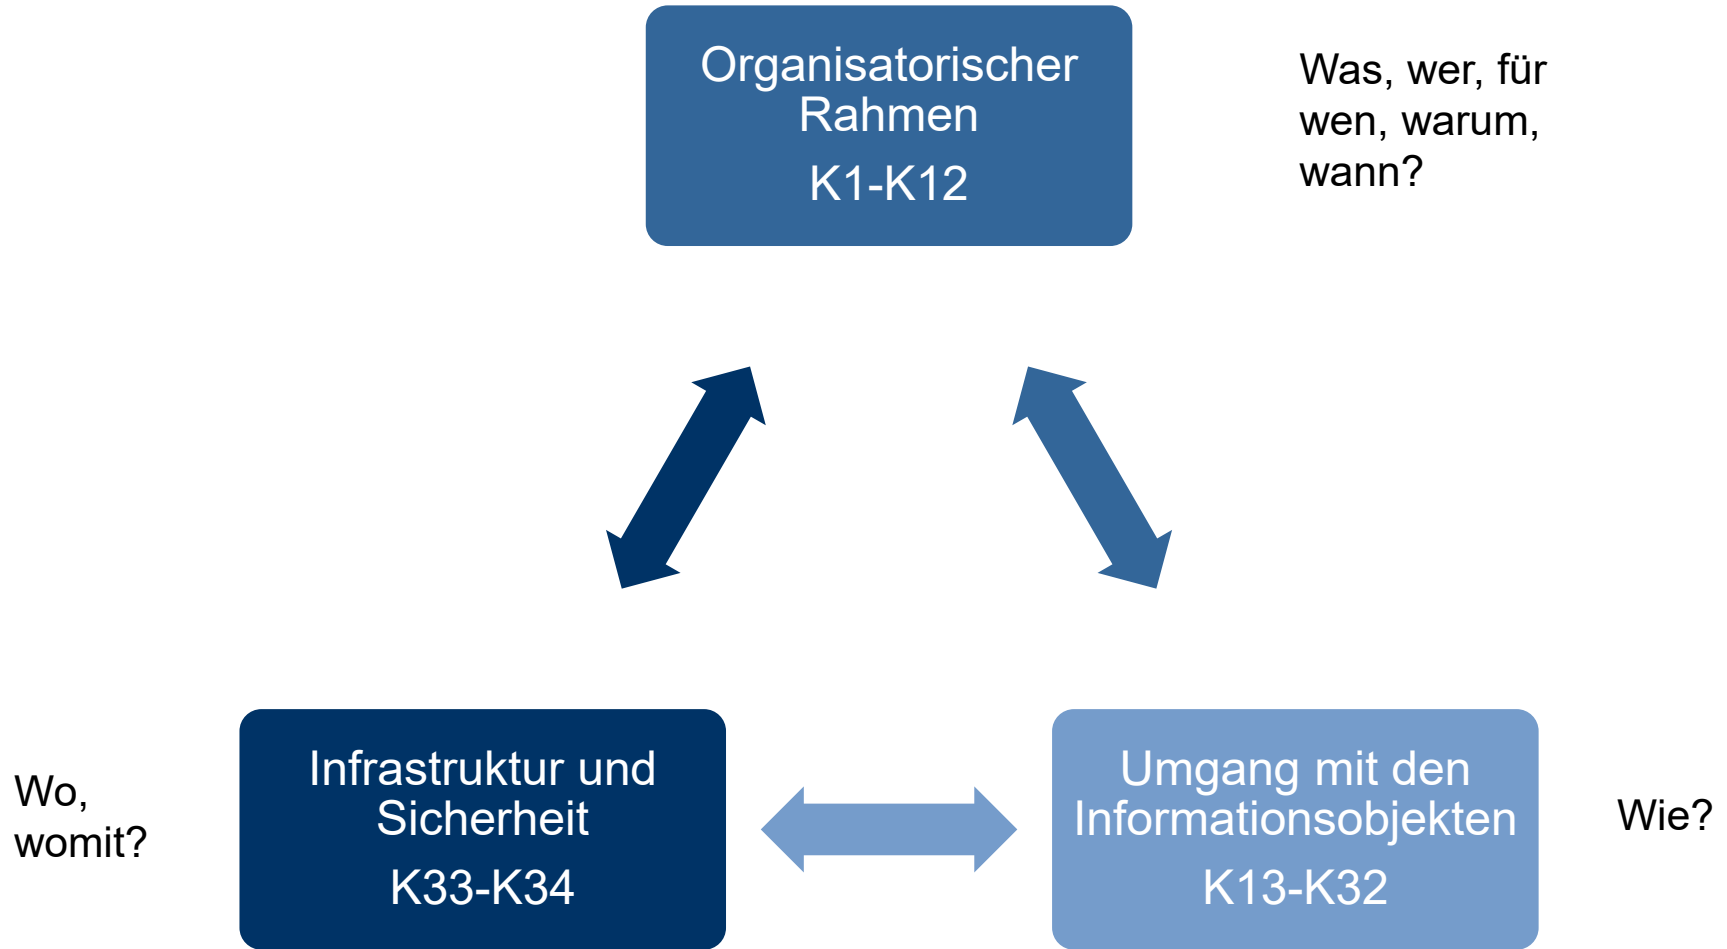 Organisatorischer
Rahmen
K1-K12
Was, wer, für
wen, warum,
wann?
Infrastruktur und
Sicherheit
K33-K34
Wo,
womit?
Umgang mit den
Informationsobjekten
K13-K32
Wie?